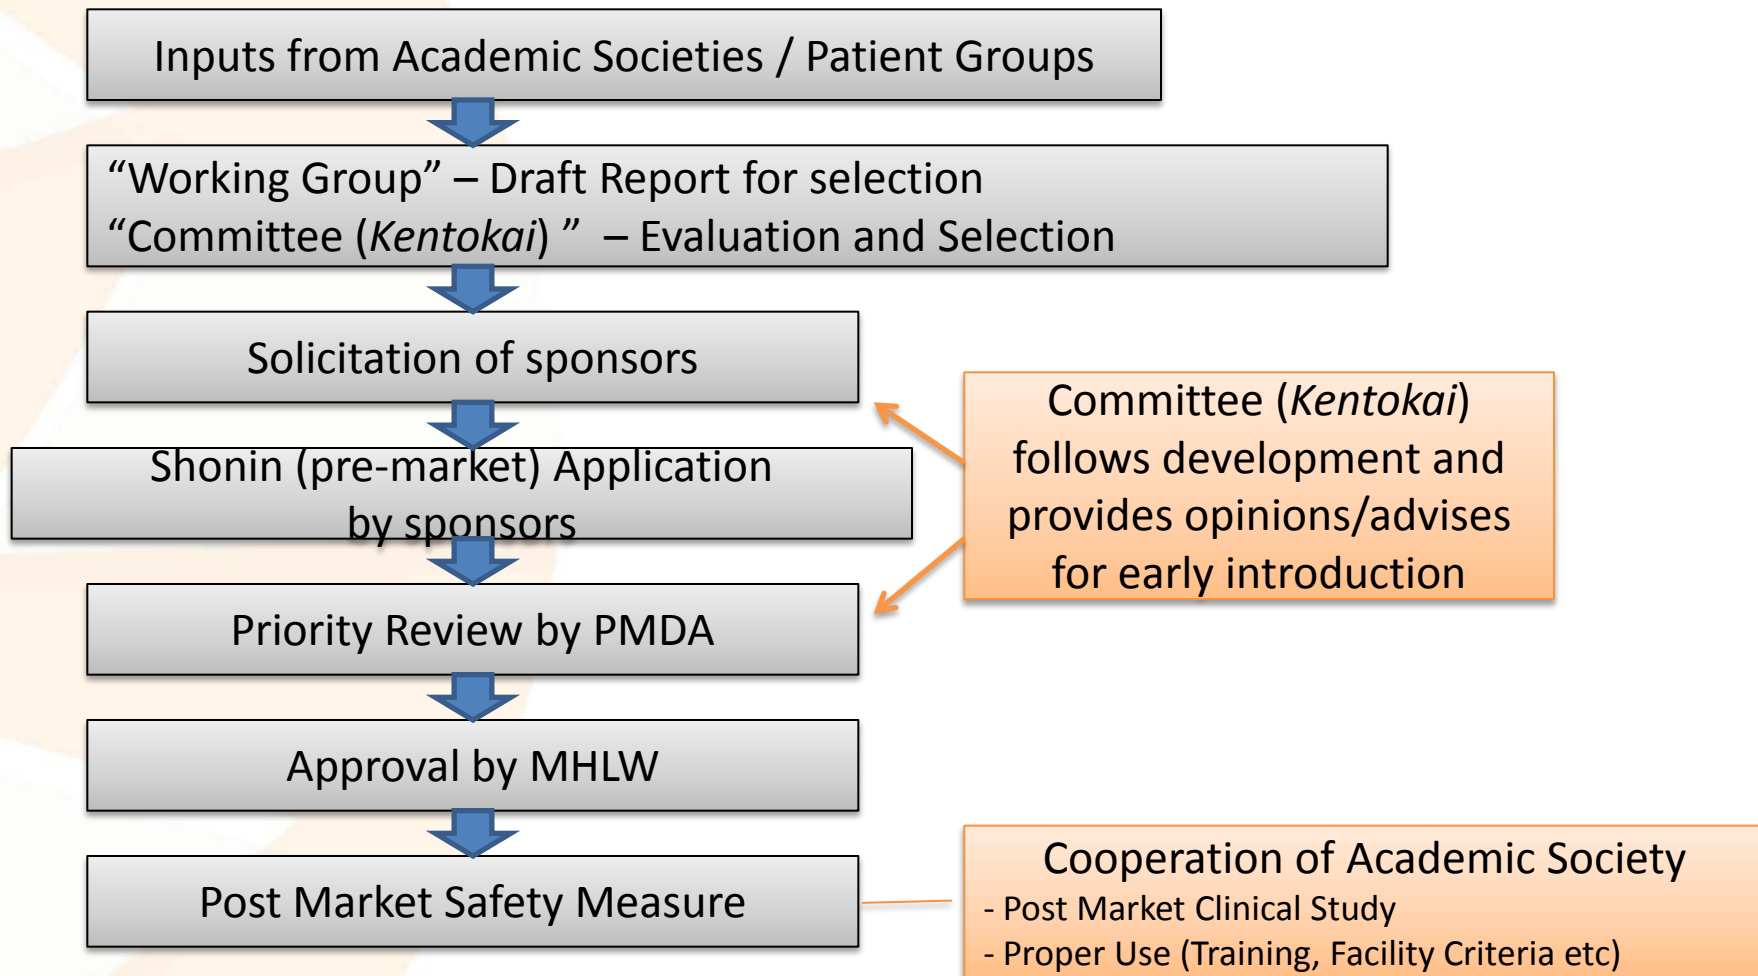 Inputs from Academic Societies / Patient Groups
“Working Group” – Draft Report for selection
“Committee (Kentokai) ” – Evaluation and Selection
Solicitation of sponsors
Shonin (pre-market) Application
by sponsors
Committee (Kentokai)
follows development and
provides opinions/advises
for early introduction
Priority Review by PMDA
Approval by MHLW
Post Market Safety Measure
Cooperation of Academic Society
- Post Market Clinical Study
- Proper Use (Training, Facility Criteria etc)